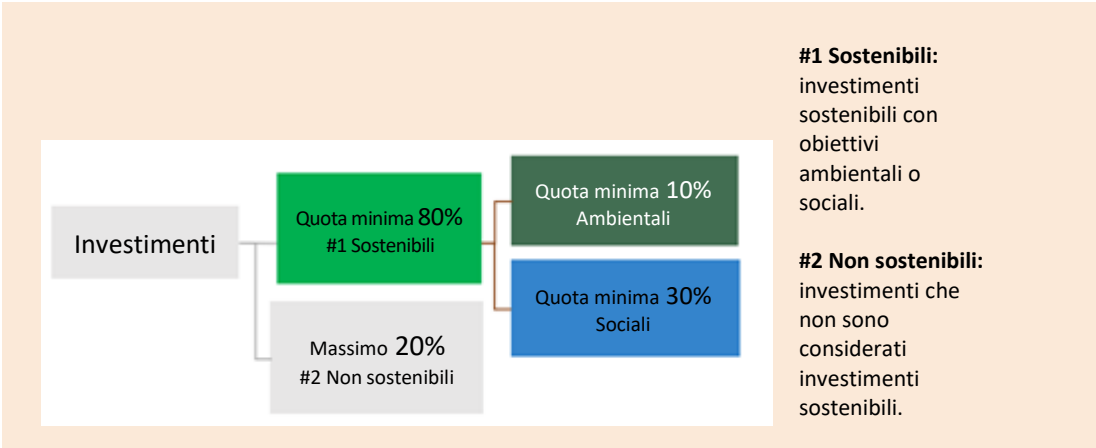 Investimenti
Quota minima 80%
#1 Sostenibili
Massimo 20%
#2 Non sostenibili
Quota minima 10%
Ambientali
Quota minima 30%
Sociali
#1 Sostenibili:
investimenti
sostenibili con
obiettivi
ambientali o
sociali.
#2 Non sostenibili:
investimenti che
non sono
considerati
investimenti
sostenibili.